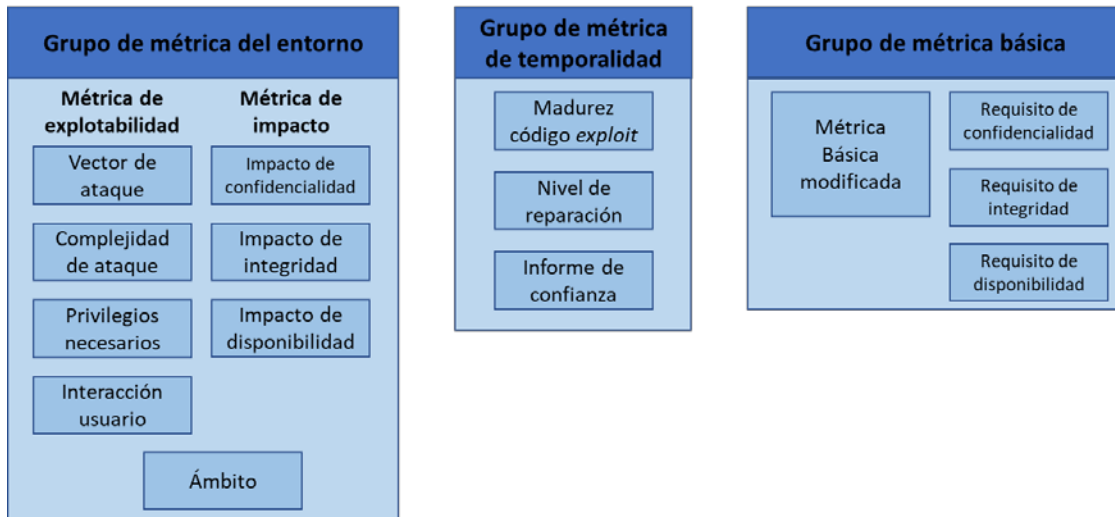 Grupo de métrica del entorno
Métrica de
explotabilidad
Vector de
ataque
Complejidad
de ataque
Privilegios
necesarios
Interacción
usuario
Métrica de
impacto
Impacto de
confidencialidad
Impacto de
integridad
Impacto de
disponibilidad
Ámbito
Grupo de métrica
de temporalidad
Madurez
código exploit
Nivel de
reparación
Informe de
confianza
Grupo de métrica básica
Métrica
Básica
modificada
Requisito de
confidencialidad
Requisito de
integridad
Requisito de
disponibilidad